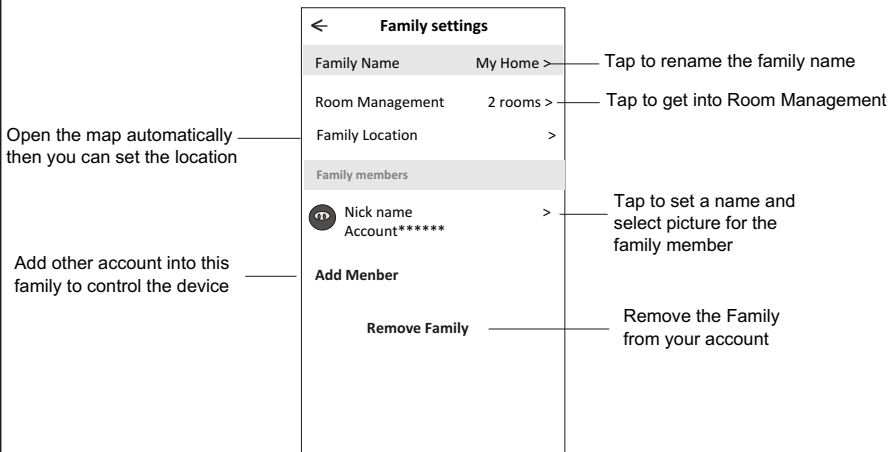 ← Family settings
Family Name My Home >
Tap to rename the family name
Room Management 2 rooms >
Tap to get into Room Management
Open the map automatically
then you can set the location
Family Location >
Family members
Nick name >
Account******
Tap to set a name and
select picture for the
family member
Add other account into this
family to control the device
Add Menber
Remove Family
Remove the Family
from your account